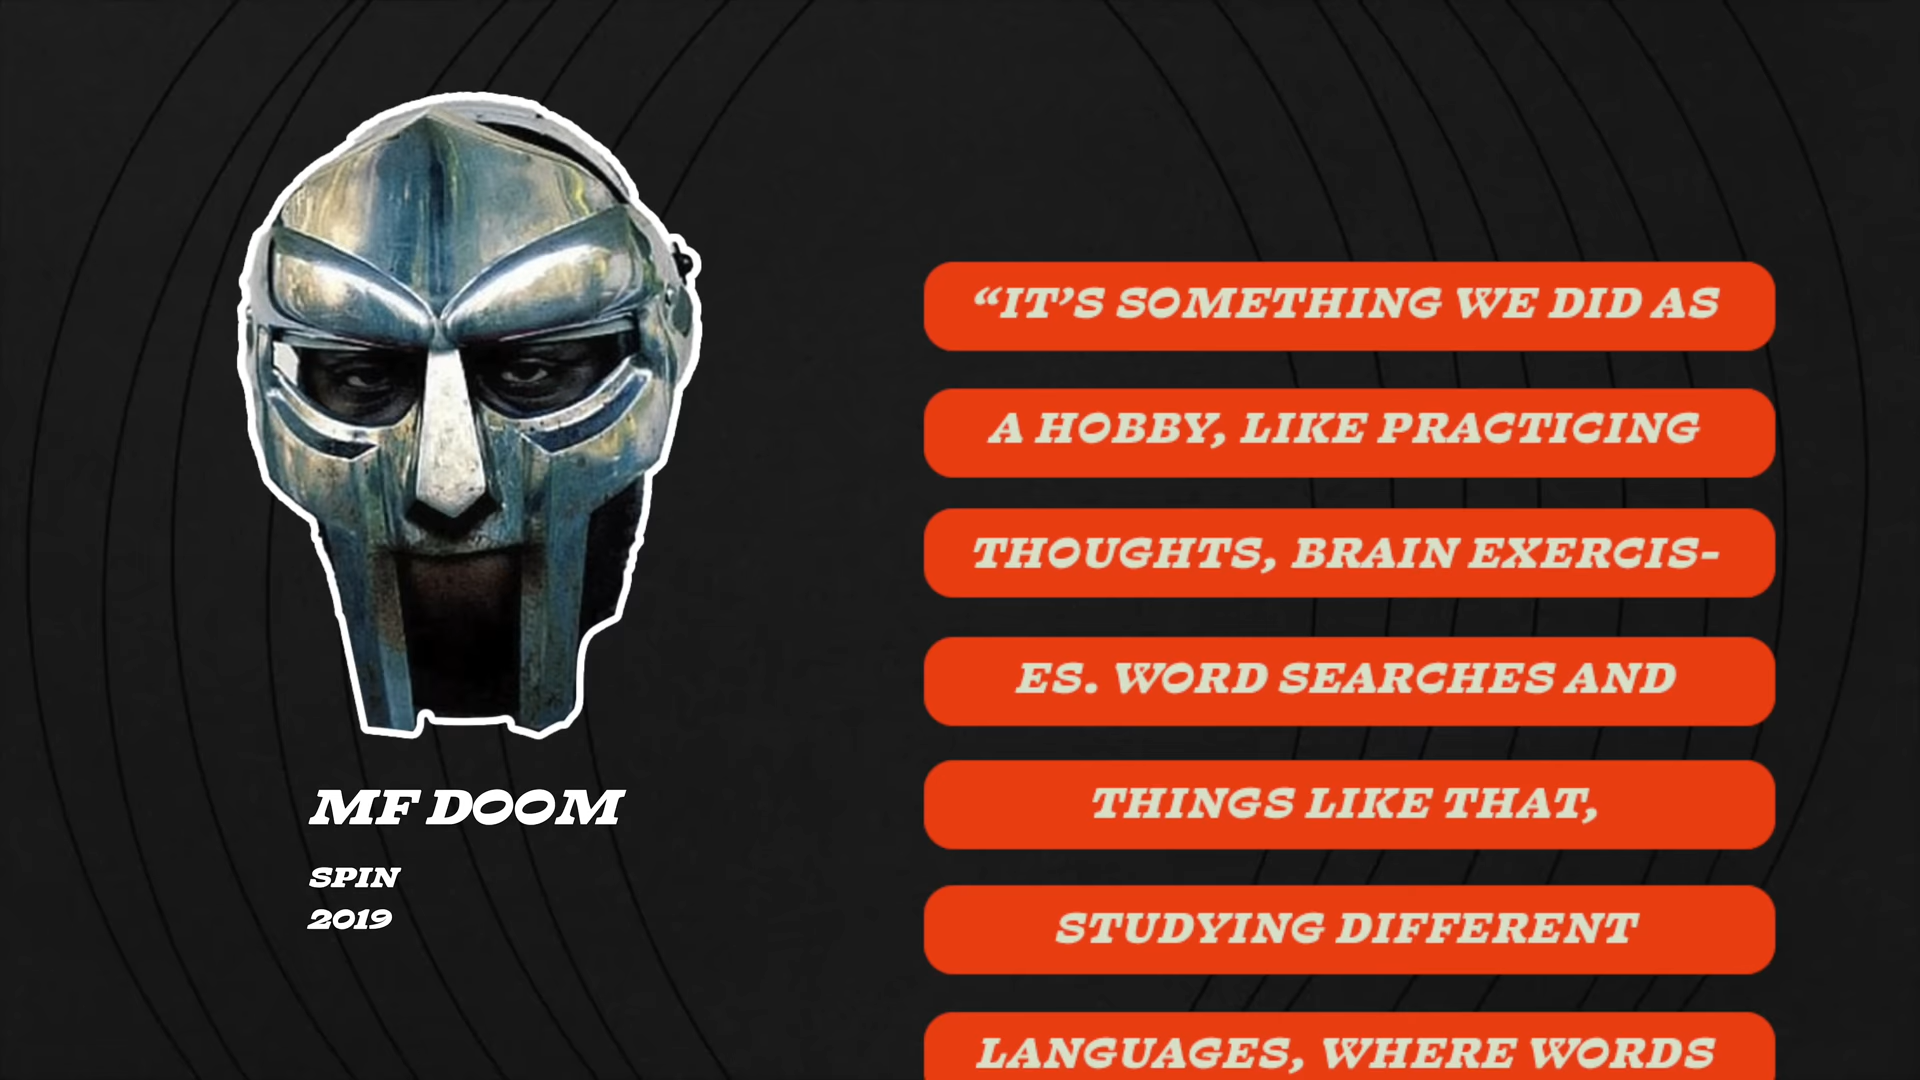 MF DOOM
SPIN
2019
“IT’S SOMETHING WE DID AS
A HOBBY, LIKE PRACTICING
THOUGHTS, BRAIN EXERCIS-
ES. WORD SEARCHES AND
THINGS LIKE THAT,
STUDYING DIFFERENT
LANGUAGES, WHERE WORDS